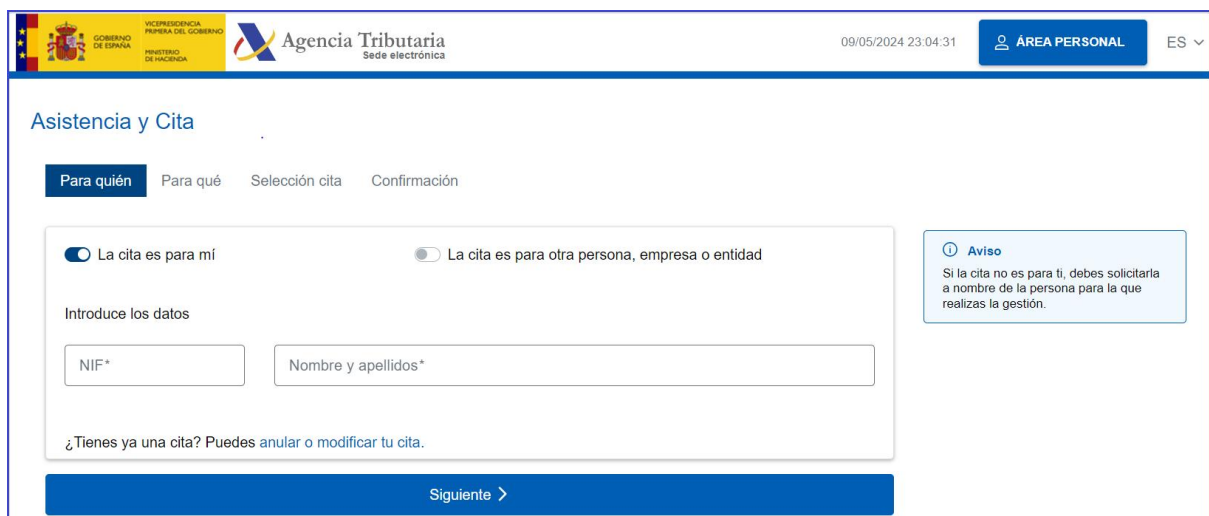 GOBIERNO
DE ESPAÑA
VICEPRESIDENCIA
PRIMERA DEL GOBIERNO
MINISTERIO
DE HACIENDA
Agencia Tributaria
Sede electrónica
09/05/2024 23:04:31
ÁREA PERSONAL
ES
Asistencia y Cita
Para quién Para qué Selección cita Confirmación
La cita es para mí
La cita es para otra persona, empresa o entidad
Introduce los datos
NIF*
Nombre y apellidos*
¿Tienes ya una cita? Puedes anular o modificar tu cita.
Siguiente
Aviso
Si la cita no es para ti, debes solicitarla
a nombre de la persona para la que
realizas la gestión.